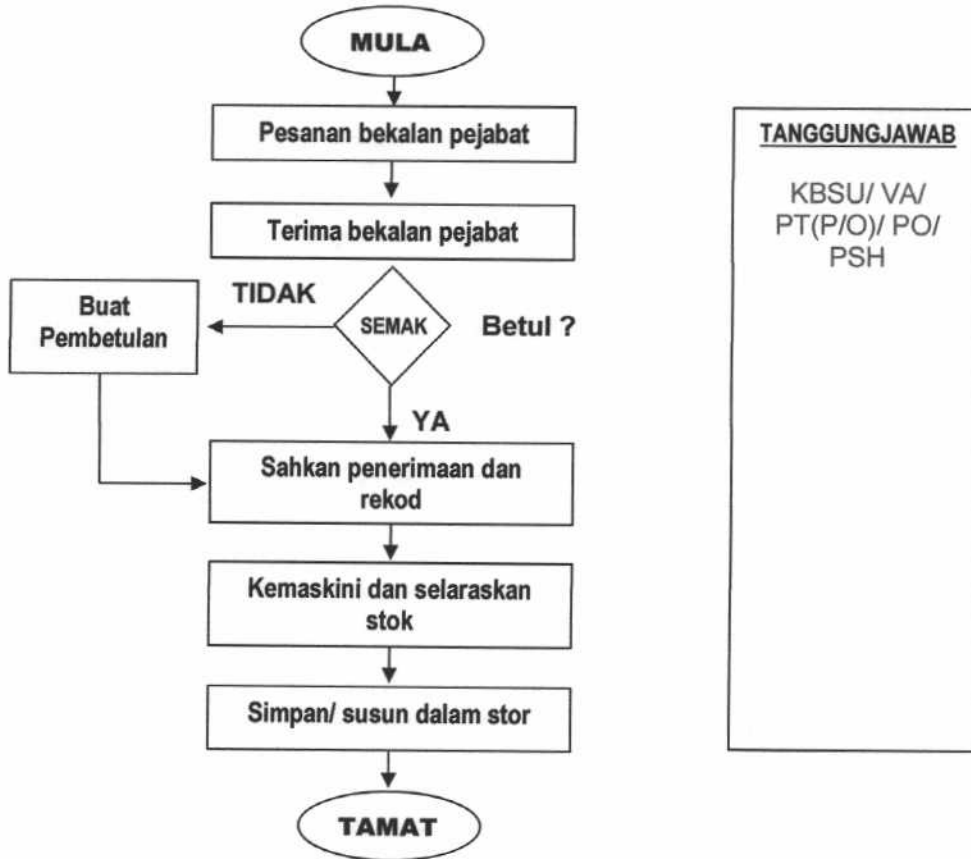 MULA
Pesanan bekalan pejabat
Terima bekalan pejabat
TIDAK
Buat
Pembetulan
SEMAK
Betul ?
YA
Sahkan penerimaan dan
rekod
Kemaskini dan selaraskan
stok
Simpan/ susun dalam stor
TAMAT
TANGGUNGJAWAB
KBSU/ VA/
PT(P/O)/ PO/
PSH